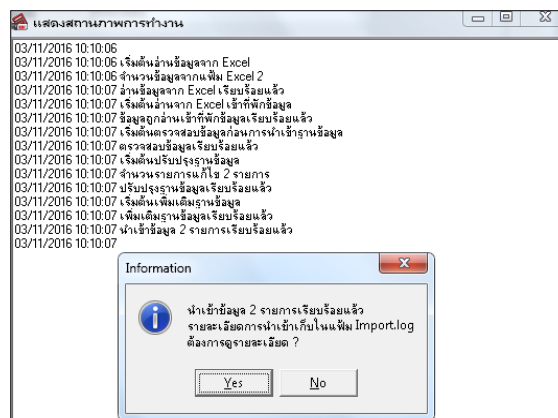 แสดงสถานภาพการทำงาน
03/11/2016 10:10:06
03/11/2016 10:10:06 เริ่มต้นอ่านข้อมูลจาก Excel
03/11/2016 10:10:06 จำนวนข้อมูลจากแฟ้ม Excel 2
03/11/2016 10:10:07 อ่านข้อมูลจาก Excel เรียบร้อยแล้ว
03/11/2016 10:10:07 เริ่มต้นอ่านจาก Excel เข้าที่พักข้อมูล
03/11/2016 10:10:07 ข้อมูลถูกอ่านเข้าที่พักข้อมูลเรียบร้อยแล้ว
03/11/2016 10:10:07 เริ่มต้นตรวจสอบข้อมูลก่อนการนำเข้าฐานข้อมูล
03/11/2016 10:10:07 ตรวจสอบข้อมูลเรียบร้อยแล้ว
03/11/2016 10:10:07 เริ่มต้นปรับปรุงฐานข้อมูล
03/11/2016 10:10:07 จำนวนรายการแก้ไข 2 รายการ
03/11/2016 10:10:07 ปรับปรุงฐานข้อมูลเรียบร้อยแล้ว
03/11/2016 10:10:07 เริ่มต้นเพิ่มเติมฐานข้อมูล
03/11/2016 10:10:07 เพิ่มเติมฐานข้อมูลเรียบร้อยแล้ว
03/11/2016 10:10:07 นำเข้าข้อมูล 2 รายการเรียบร้อยแล้ว
03/11/2016 10:10:07
Information
นำเข้าข้อมูล 2 รายการเรียบร้อยแล้ว
รายละเอียดการนำเข้าเก็บในแฟ้ม Import.log
ต้องการดูรายละเอียด ?
Yes No